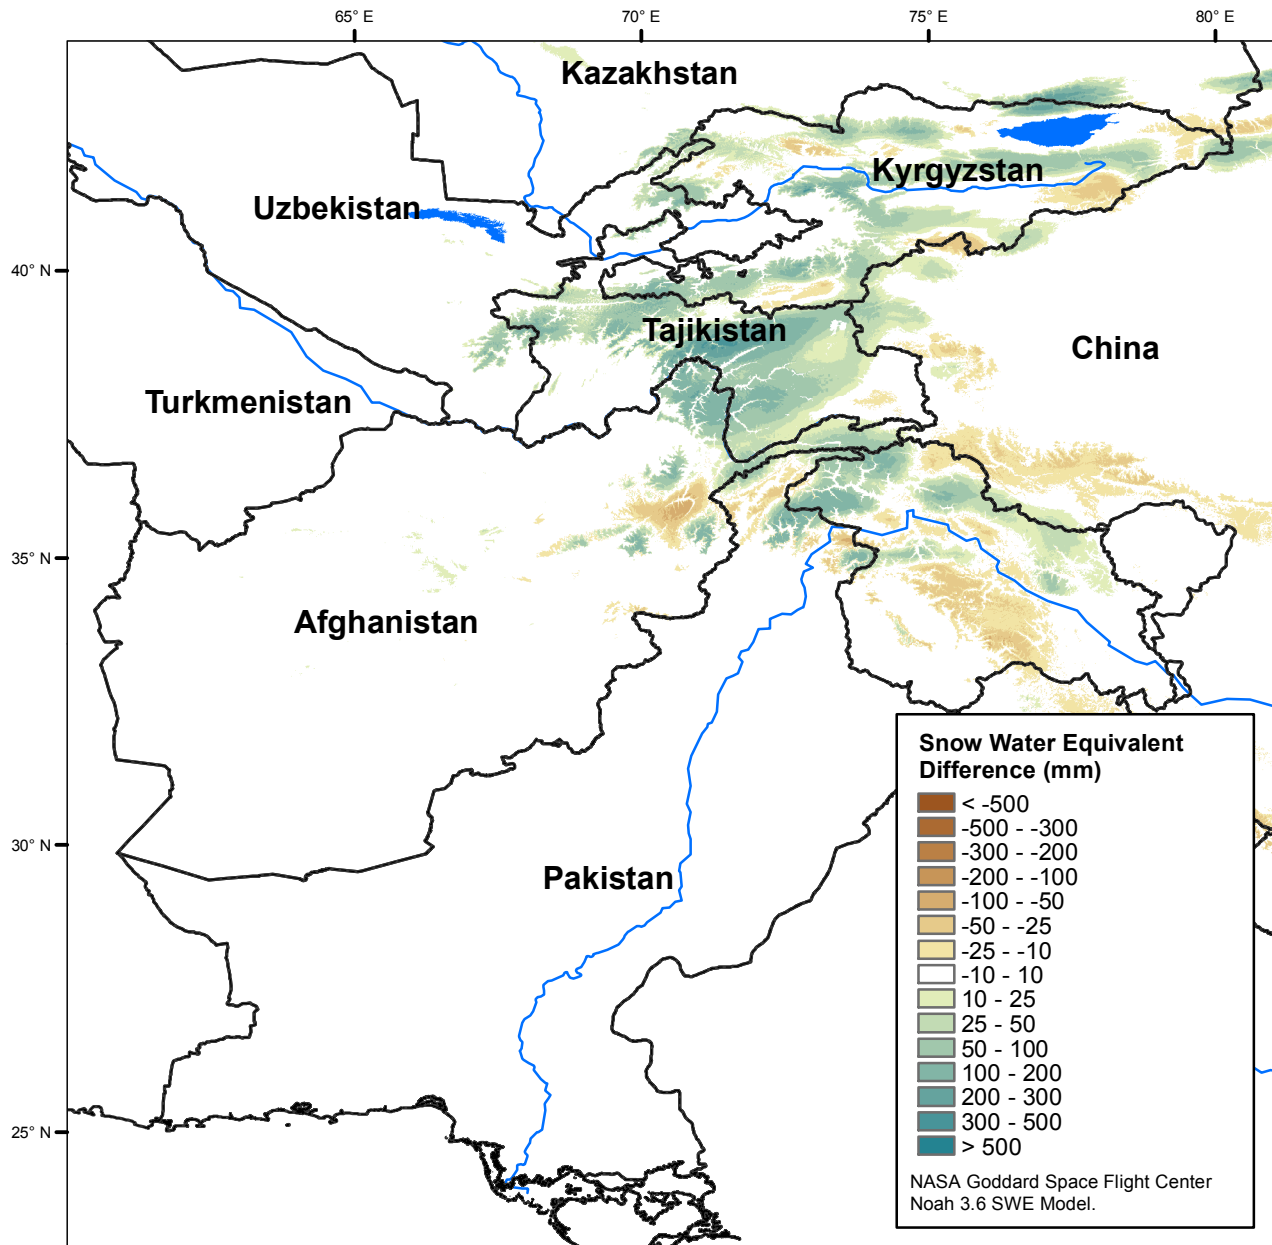 65° E 70° E 75° E 80° E
Kazakhstan
Kyrgyzstan
Uzbekistan
40° N
Tajikistan
China
Turkmenistan
35° N
Afghanistan
Snow Water Equivalent
Difference (mm)
< -500
-500 - -300
-300 - -200
-200 - -100
-100 - -50
-50 - -25
-25 - -10
-10 - 10
10 - 25
25 - 50
50 - 100
100 - 200
200 - 300
300 - 500
> 500
NASA Goddard Space Flight Center
Noah 3.6 SWE Model.
30° N
Pakistan
25° N